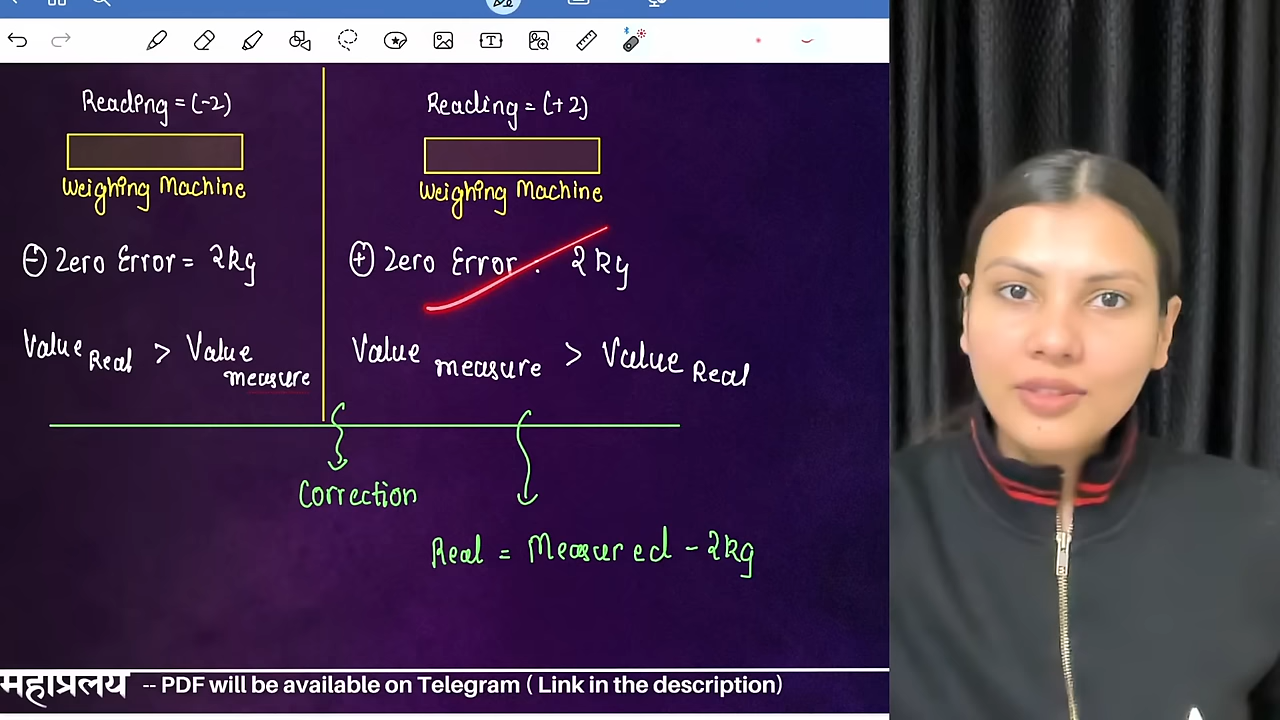 Reading = (-2)
Weighing Machine
⊖ Zero Error = 2kg
Value Real > Value measure
Reading = (+2)
Weighing Machine
⊕ Zero Error = 2kg
Value measure > Value Real
Correction
Real = Measured - 2kg
महाप्रलय -- PDF will be available on Telegram ( Link in the description)